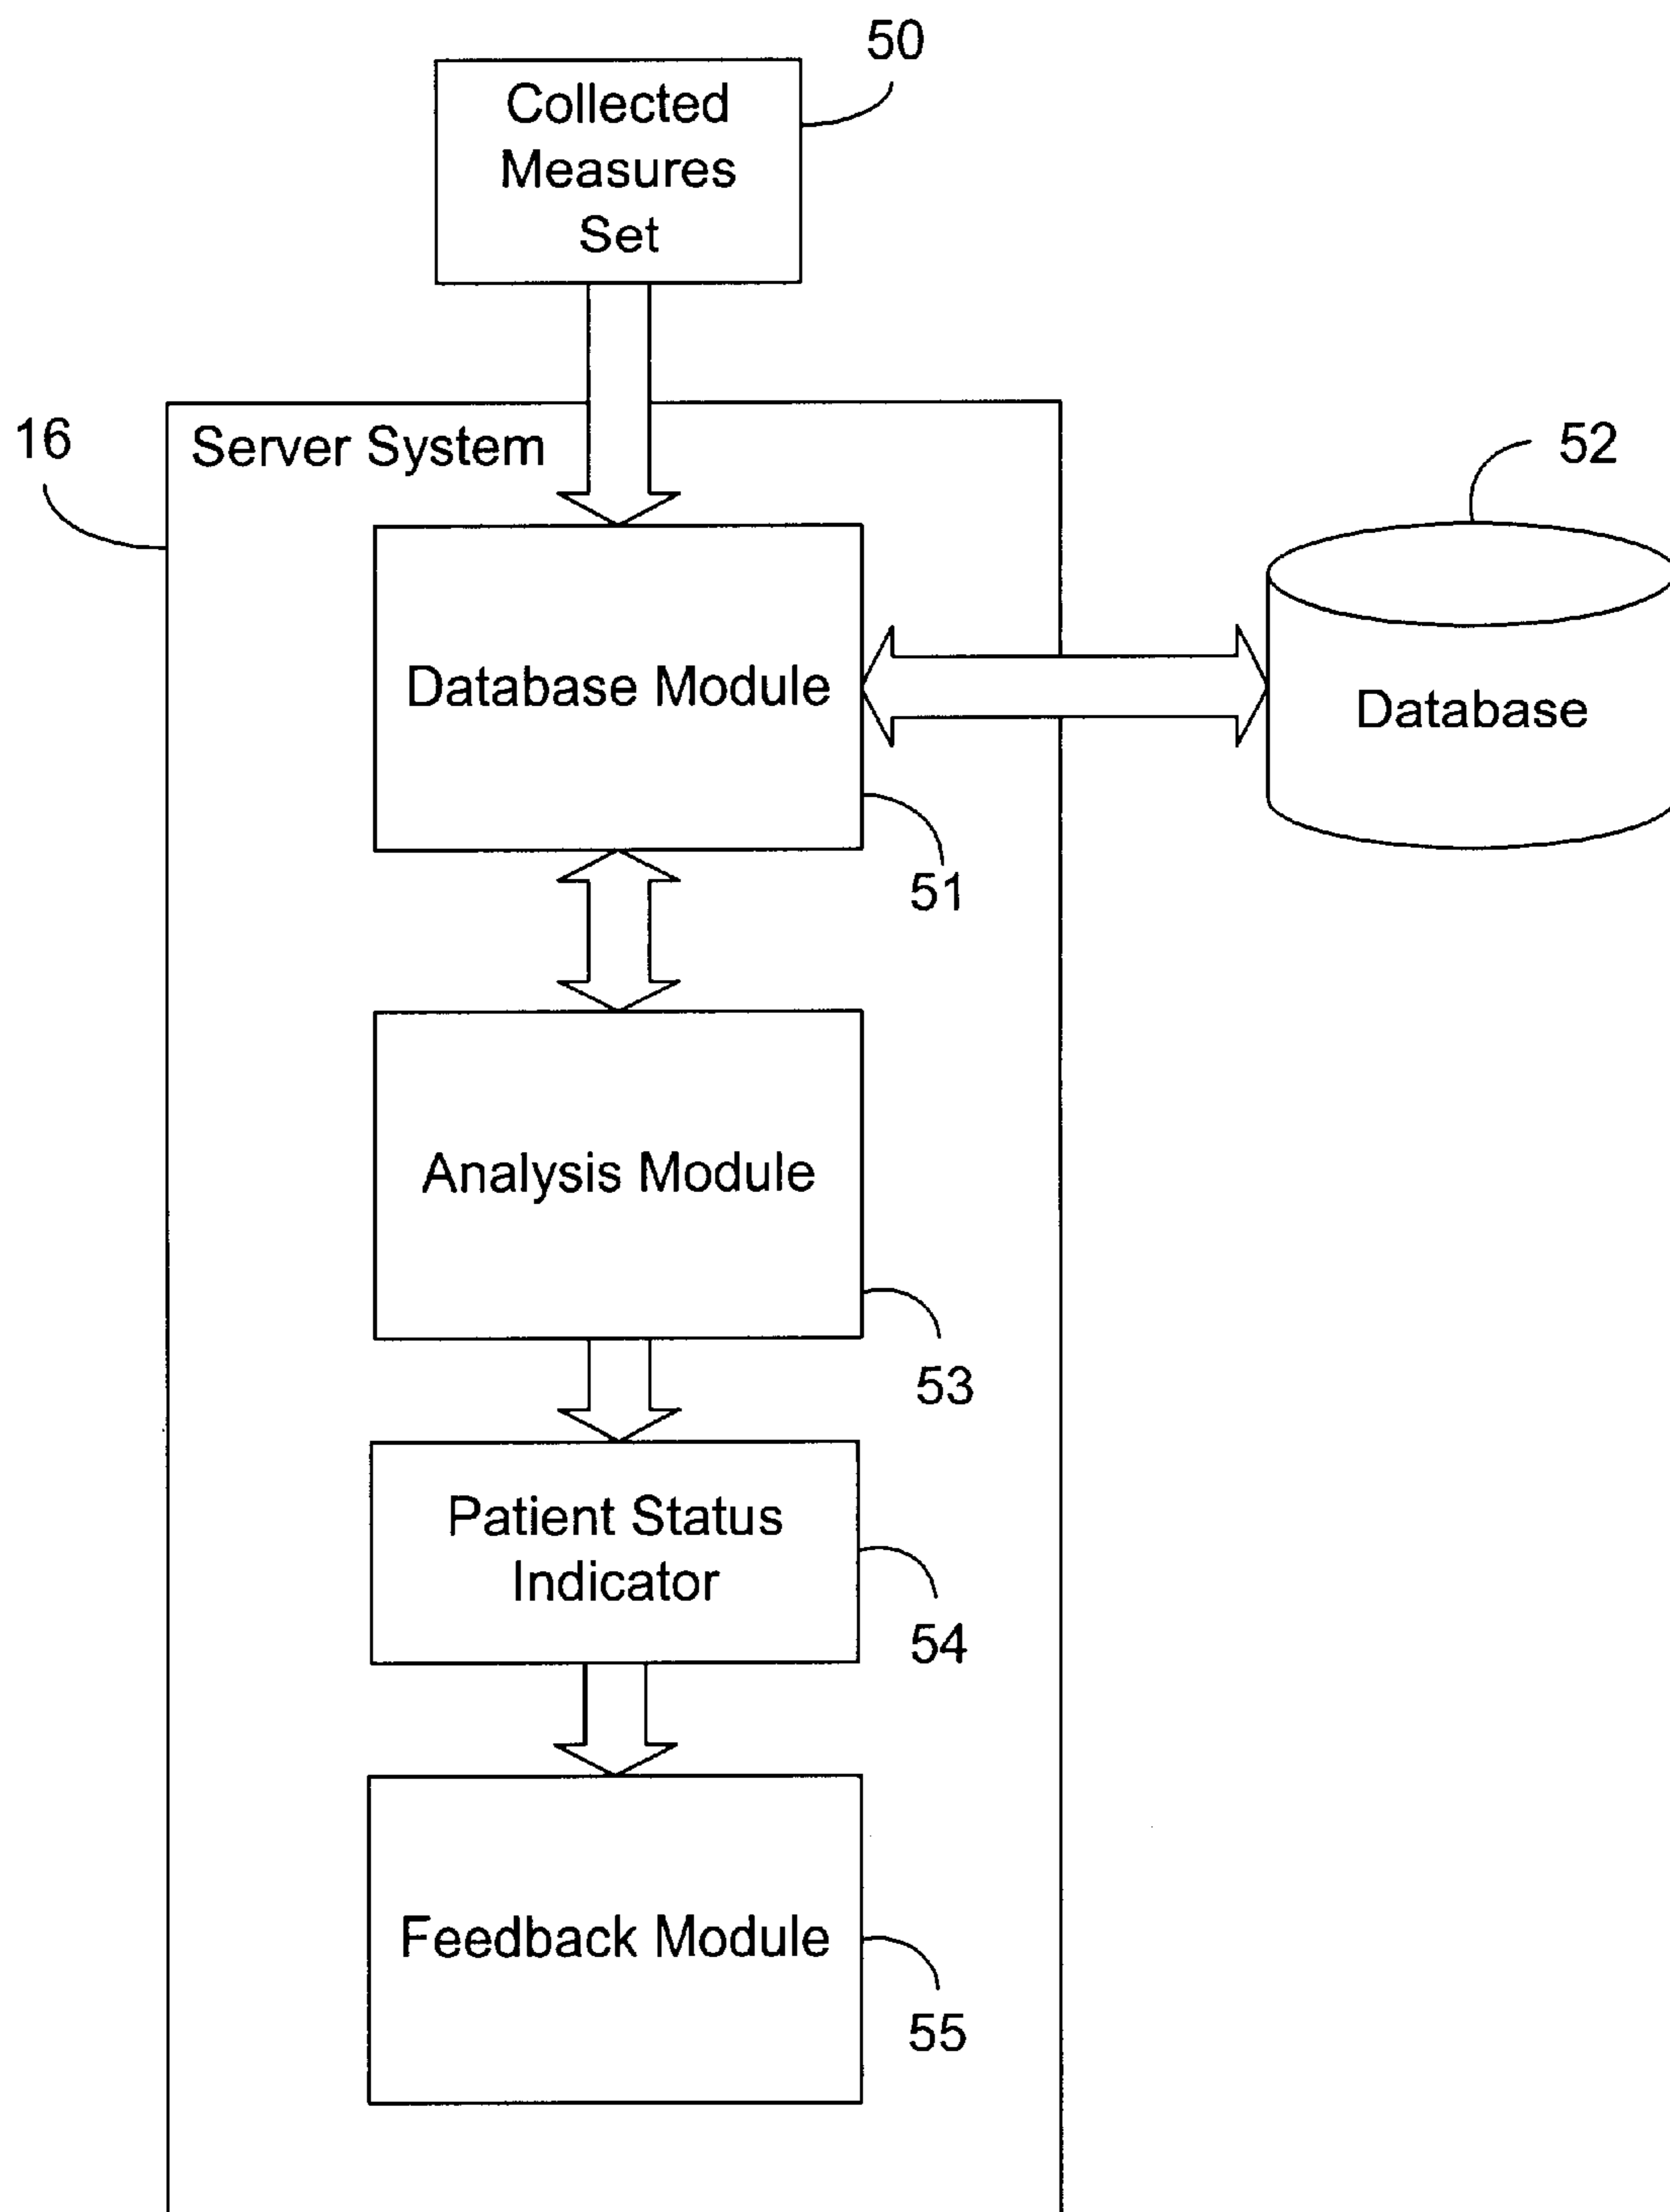 50
Collected
Measures
Set
16
Server System
52
Database Module
Database
51
Analysis Module
53
Patient Status
Indicator
54
Feedback Module
55